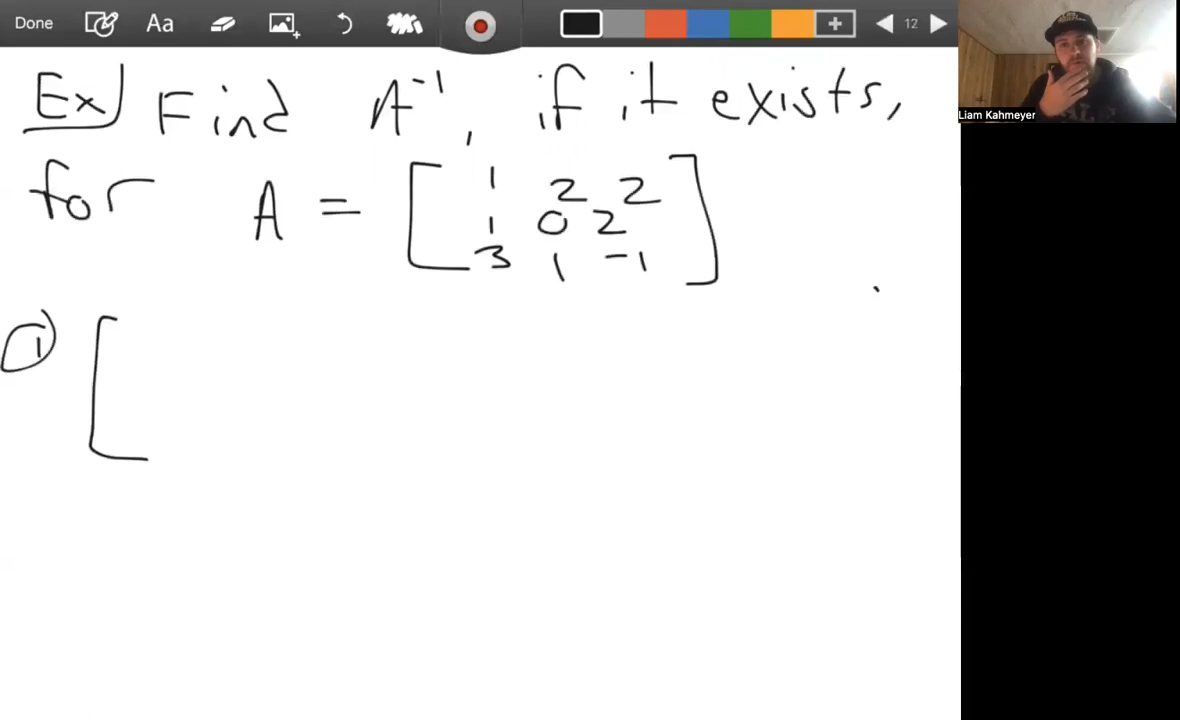 Done Aa 12
Liam Kahmeyer
Ex) Find A⁻¹, if it exists,
for A = [ 1 2 2
1 0 2
3 1 -1 ]
① [